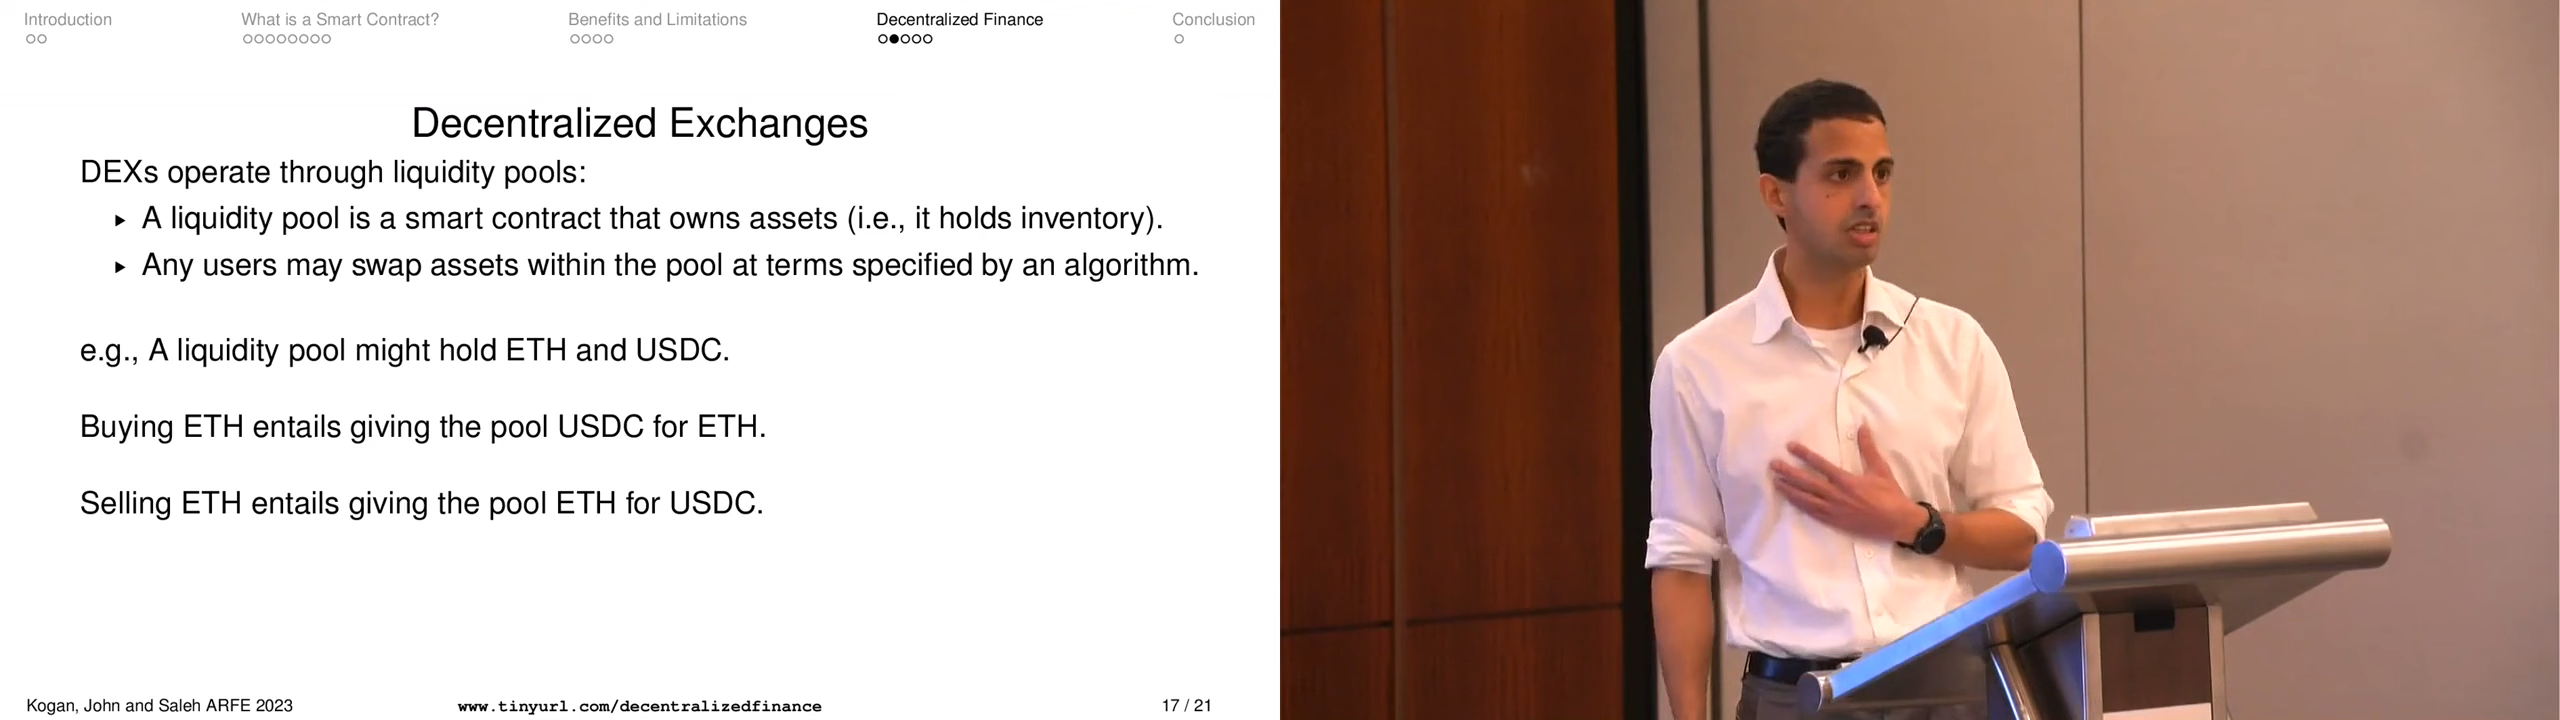 Introduction What is a Smart Contract? Benefits and Limitations Decentralized Finance Conclusion
Decentralized Exchanges
DEXs operate through liquidity pools:
▸ A liquidity pool is a smart contract that owns assets (i.e., it holds inventory).
▸ Any users may swap assets within the pool at terms specified by an algorithm.
e.g., A liquidity pool might hold ETH and USDC.
Buying ETH entails giving the pool USDC for ETH.
Selling ETH entails giving the pool ETH for USDC.
Kogan, John and Saleh ARFE 2023 www.tinyurl.com/decentralizedfinance 17 / 21